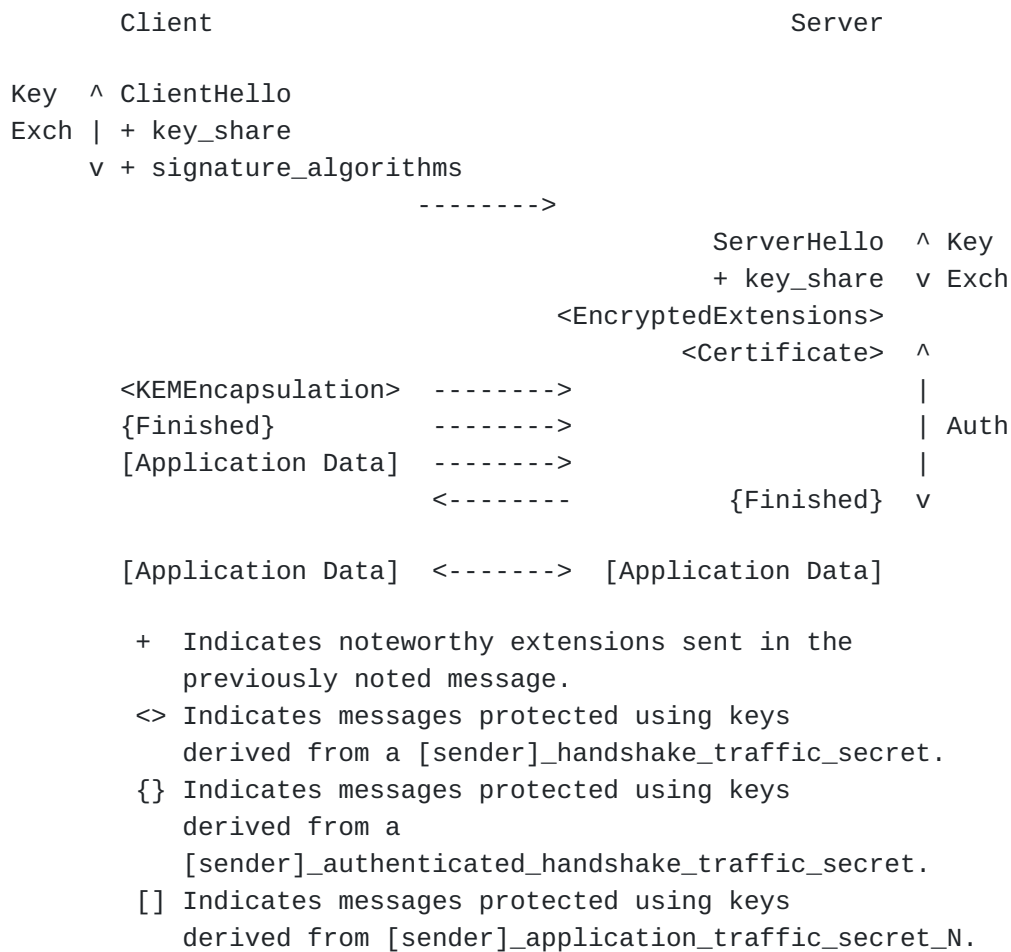 Client                                     Server

Key  ^ ClientHello
Exch | + key_share
     v + signature_algorithms
                          -------->
                                             ServerHello  ^ Key
                                             + key_share  v Exch
                                   <EncryptedExtensions>
                                           <Certificate>  ^
       <KEMEncapsulation>  -------->                      |
       {Finished}          -------->                      | Auth
       [Application Data]  -------->                      |
                           <--------          {Finished}  v

       [Application Data]  <------->  [Application Data]

        +  Indicates noteworthy extensions sent in the
           previously noted message.
        <> Indicates messages protected using keys
           derived from a [sender]_handshake_traffic_secret.
        {} Indicates messages protected using keys
           derived from a
           [sender]_authenticated_handshake_traffic_secret.
        [] Indicates messages protected using keys
           derived from [sender]_application_traffic_secret_N.